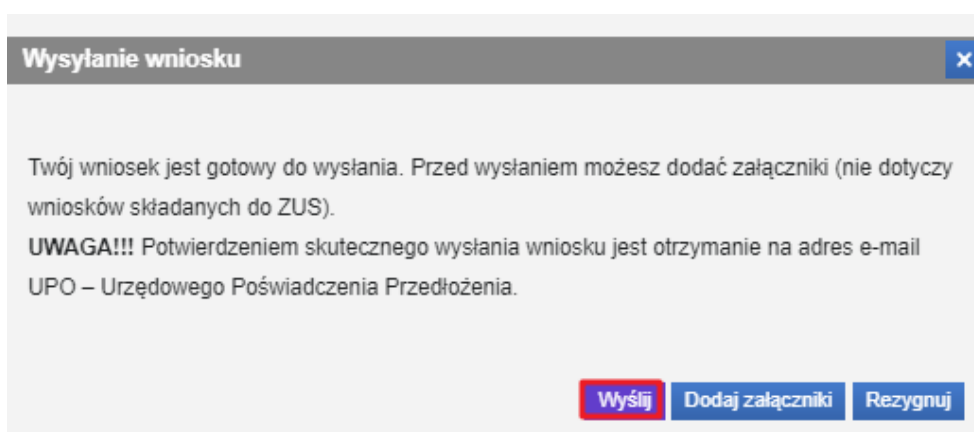 Wysyłanie wniosku
Twój wniosek jest gotowy do wysłania. Przed wysłaniem możesz dodać załączniki (nie dotyczy
wniosków składanych do ZUS).
UWAGA!!! Potwierdzeniem skutecznego wysłania wniosku jest otrzymanie na adres e-mail
UPO – Urzędowego Poświadczenia Przedłożenia.
Wyślij Dodaj załączniki Rezygnuj